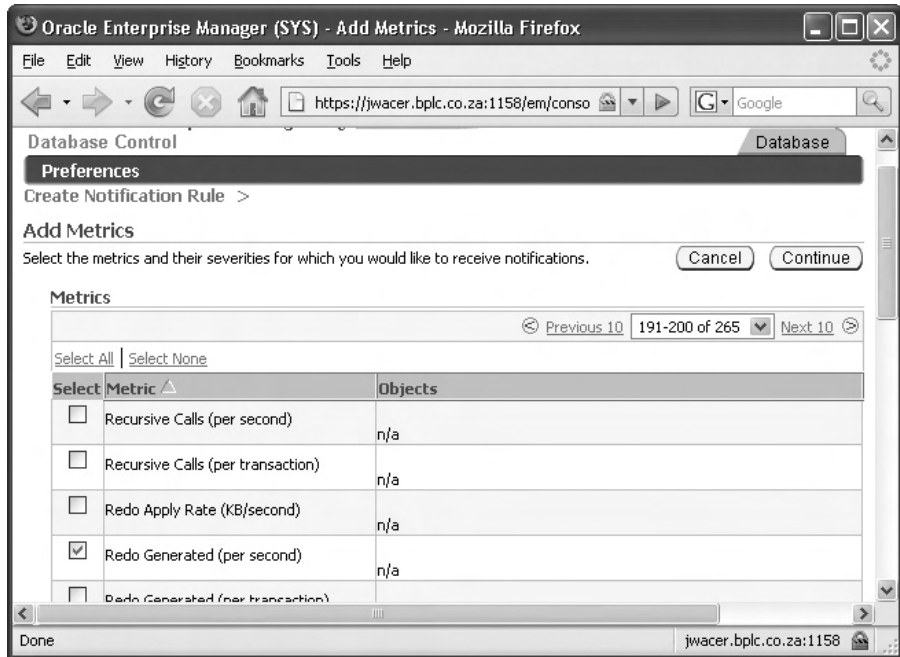 Oracle Enterprise Manager (SYS) - Add Metrics - Mozilla Firefox
File Edit View History Bookmarks Tools Help
https://jwacer.bplc.co.za:1158/em/conso G Google
Database Control Database
Preferences
Create Notification Rule >
Add Metrics
Select the metrics and their severities for which you would like to receive notifications. Cancel Continue
Metrics
Previous 10 191-200 of 265 Next 10
Select All | Select None
Select Metric Objects
Recursive Calls (per second) n/a
Recursive Calls (per transaction) n/a
Redo Apply Rate (KB/second) n/a
Redo Generated (per second) n/a
Redo Generated (per transaction)
Done jwacer.bplc.co.za:1158